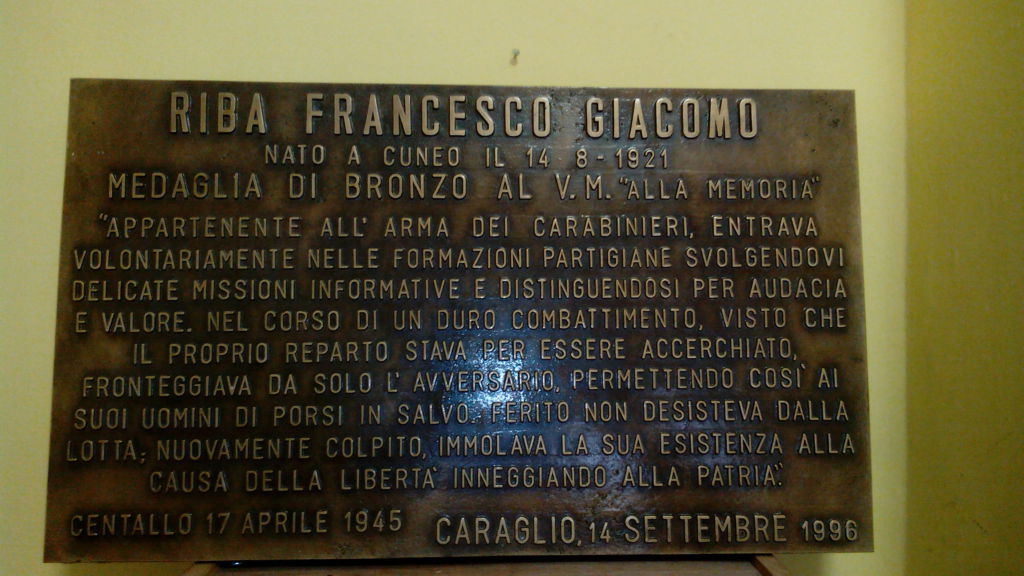 RIBA FRANCESCO GIACOMO
NATO A CUNEO IL 14-8-1921
MEDAGLIA DI BRONZO AL V.M. "ALLA MEMORIA"
"APPARTENENTE ALL' ARMA DEI CARABINIERI, ENTRAVA
VOLONTARIAMENTE NELLE FORMAZIONI PARTIGIANE SVOLGENDOVI
DELICATE MISSIONI INFORMATIVE E DISTINGUENDOSI PER AUDACIA
E VALORE. NEL CORSO DI UN DURO COMBATTIMENTO, VISTO CHE
IL PROPRIO REPARTO STAVA PER ESSERE ACCERCHIATO,
FRONTEGGIAVA DA SOLO L' AVVERSARIO, PERMETTENDO COSI' AI
SUOI UOMINI DI PORSI IN SALVO. FERITO NON DESISTEVA DALLA
LOTTA; NUOVAMENTE COLPITO, IMMOLAVA LA SUA ESISTENZA ALLA
CAUSA DELLA LIBERTA' INNEGGIANDO ALLA PATRIA".
CENTALLO 17 APRILE 1945 CARAGLIO, 14 SETTEMBRE 1996